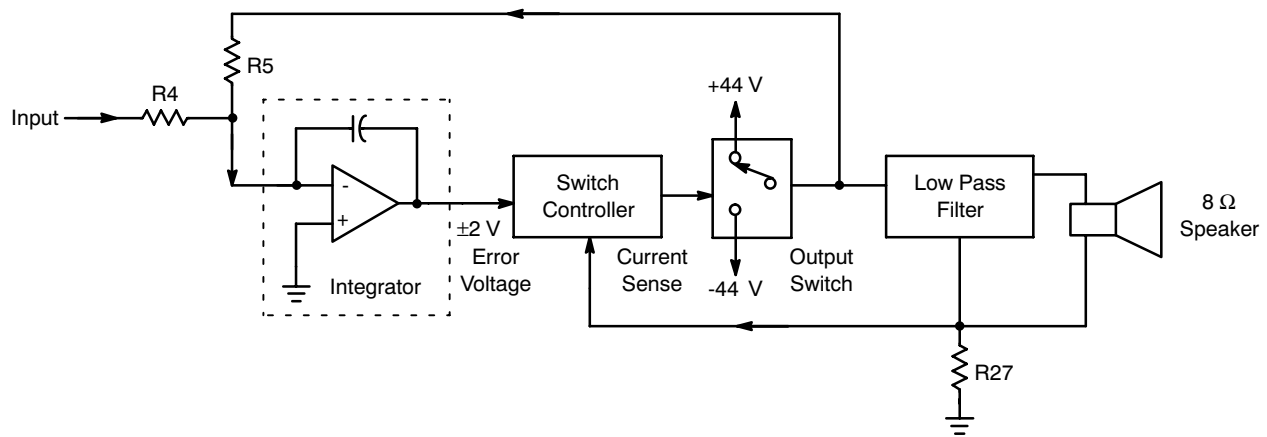 R5
R4
Input
+44 V
-
+
Integrator
±2 V
Error
Voltage
Switch
Controller
Current
Sense
-44 V
Output
Switch
Low Pass
Filter
8 Ω
Speaker
R27